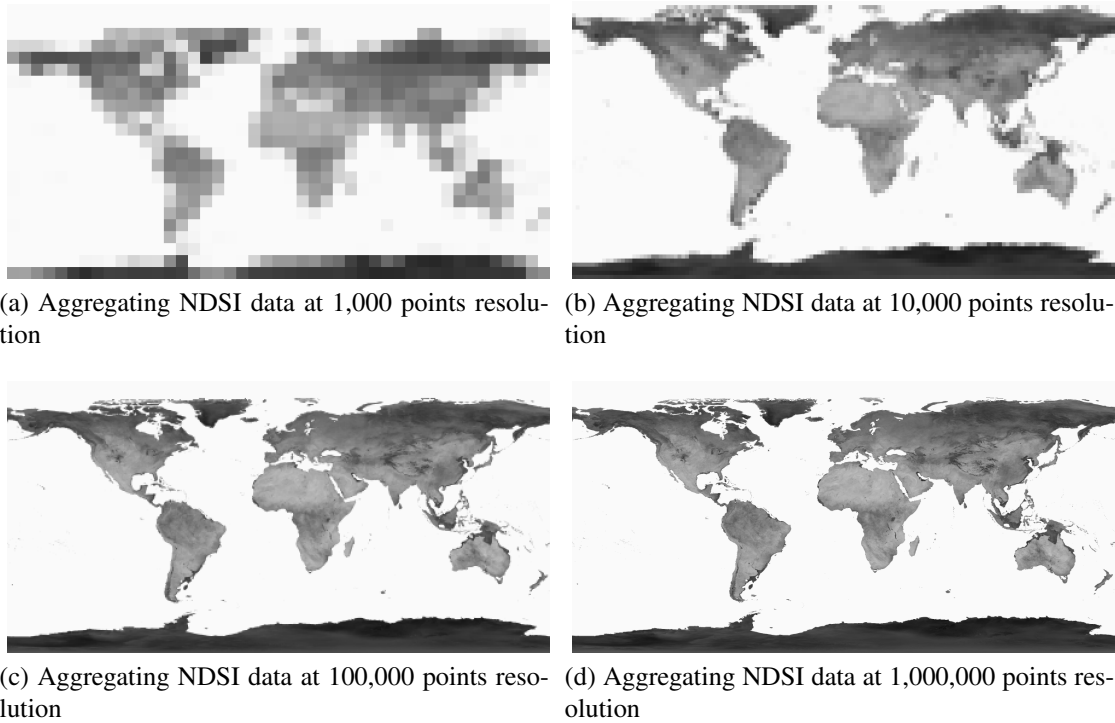 (a) Aggregating NDSI data at 1,000 points resolu-
tion
(b) Aggregating NDSI data at 10,000 points resolu-
tion
(c) Aggregating NDSI data at 100,000 points reso-
lution
(d) Aggregating NDSI data at 1,000,000 points res-
olution